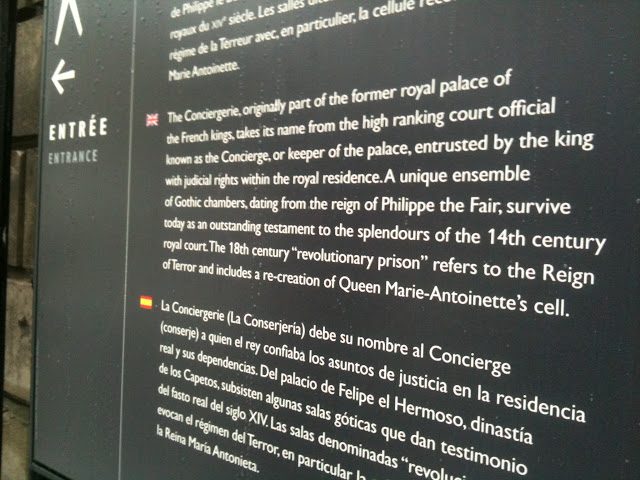 de Philippe le
royaux du XIVe siècle. Les salles dites
régime de la Terreur avec, en particulier, la cellule
Marie Antoinette.
ENTRÉE
ENTRANCE
The Conciergerie, originally part of the former royal palace of
the French kings, takes its name from the high ranking court official
known as the Concierge, or keeper of the palace, entrusted by the king
with judicial rights within the royal residence. A unique ensemble
of Gothic chambers, dating from the reign of Philippe the Fair, survive
today as an outstanding testament to the splendours of the 14th century
royal court. The 18th century “revolutionary prison” refers to the Reign
of Terror and includes a re-creation of Queen Marie-Antoinette’s cell.
La Conciergerie (La Conserjería) debe su nombre al Concierge
(conserje) a quien el rey confiaba los asuntos de justicia en la residencia
real y sus dependencias. Del palacio de Felipe el Hermoso, dinastía
de los Capetos, subsisten algunas salas góticas que dan testimonio
del fasto real del siglo XIV. Las salas denominadas “revoluci
evocan el régimen del Terror, en particular la
la Reina María Antonieta.